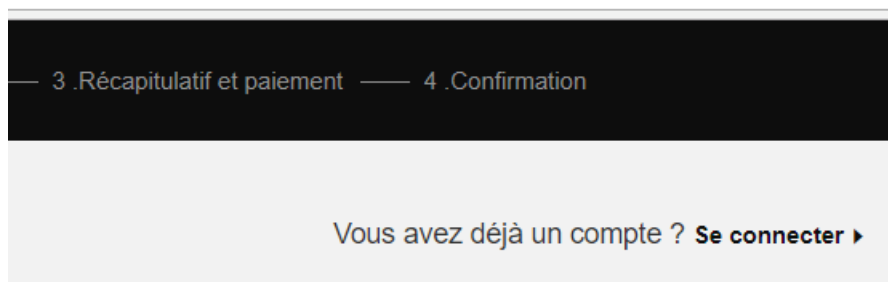 3 .Récapitulatif et paiement 4 .Confirmation
Vous avez déjà un compte ? Se connecter